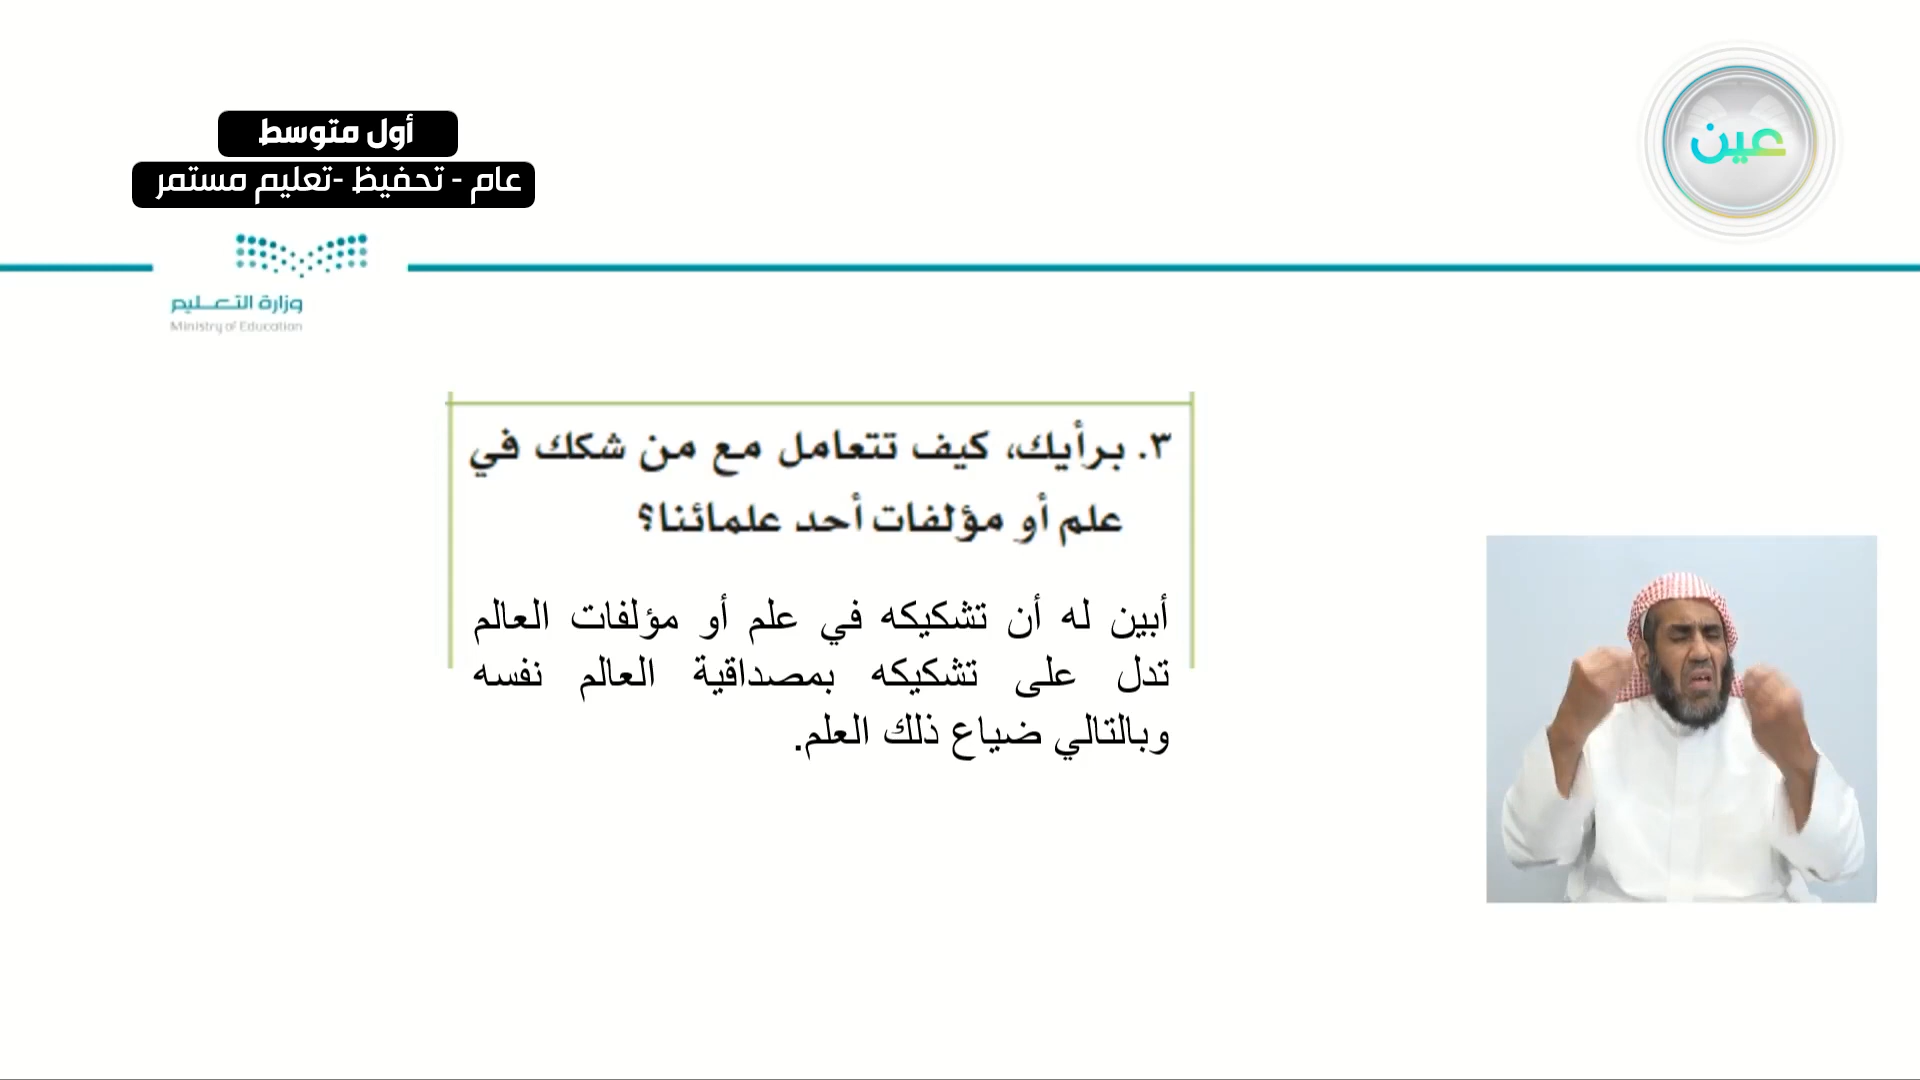 أول متوسط
عام - تحفيظ -تعليم مستمر
عين
وزارة التعـــليم
Ministry of Education
٣. برأيك، كيف تتعامل مع من شكك في
علم أو مؤلفات أحد علمائنا؟
أبين له أن تشكيكه في علم أو مؤلفات العالم
تدل على تشكيكه بمصداقية العالم نفسه
وبالتالي ضياع ذلك العلم.